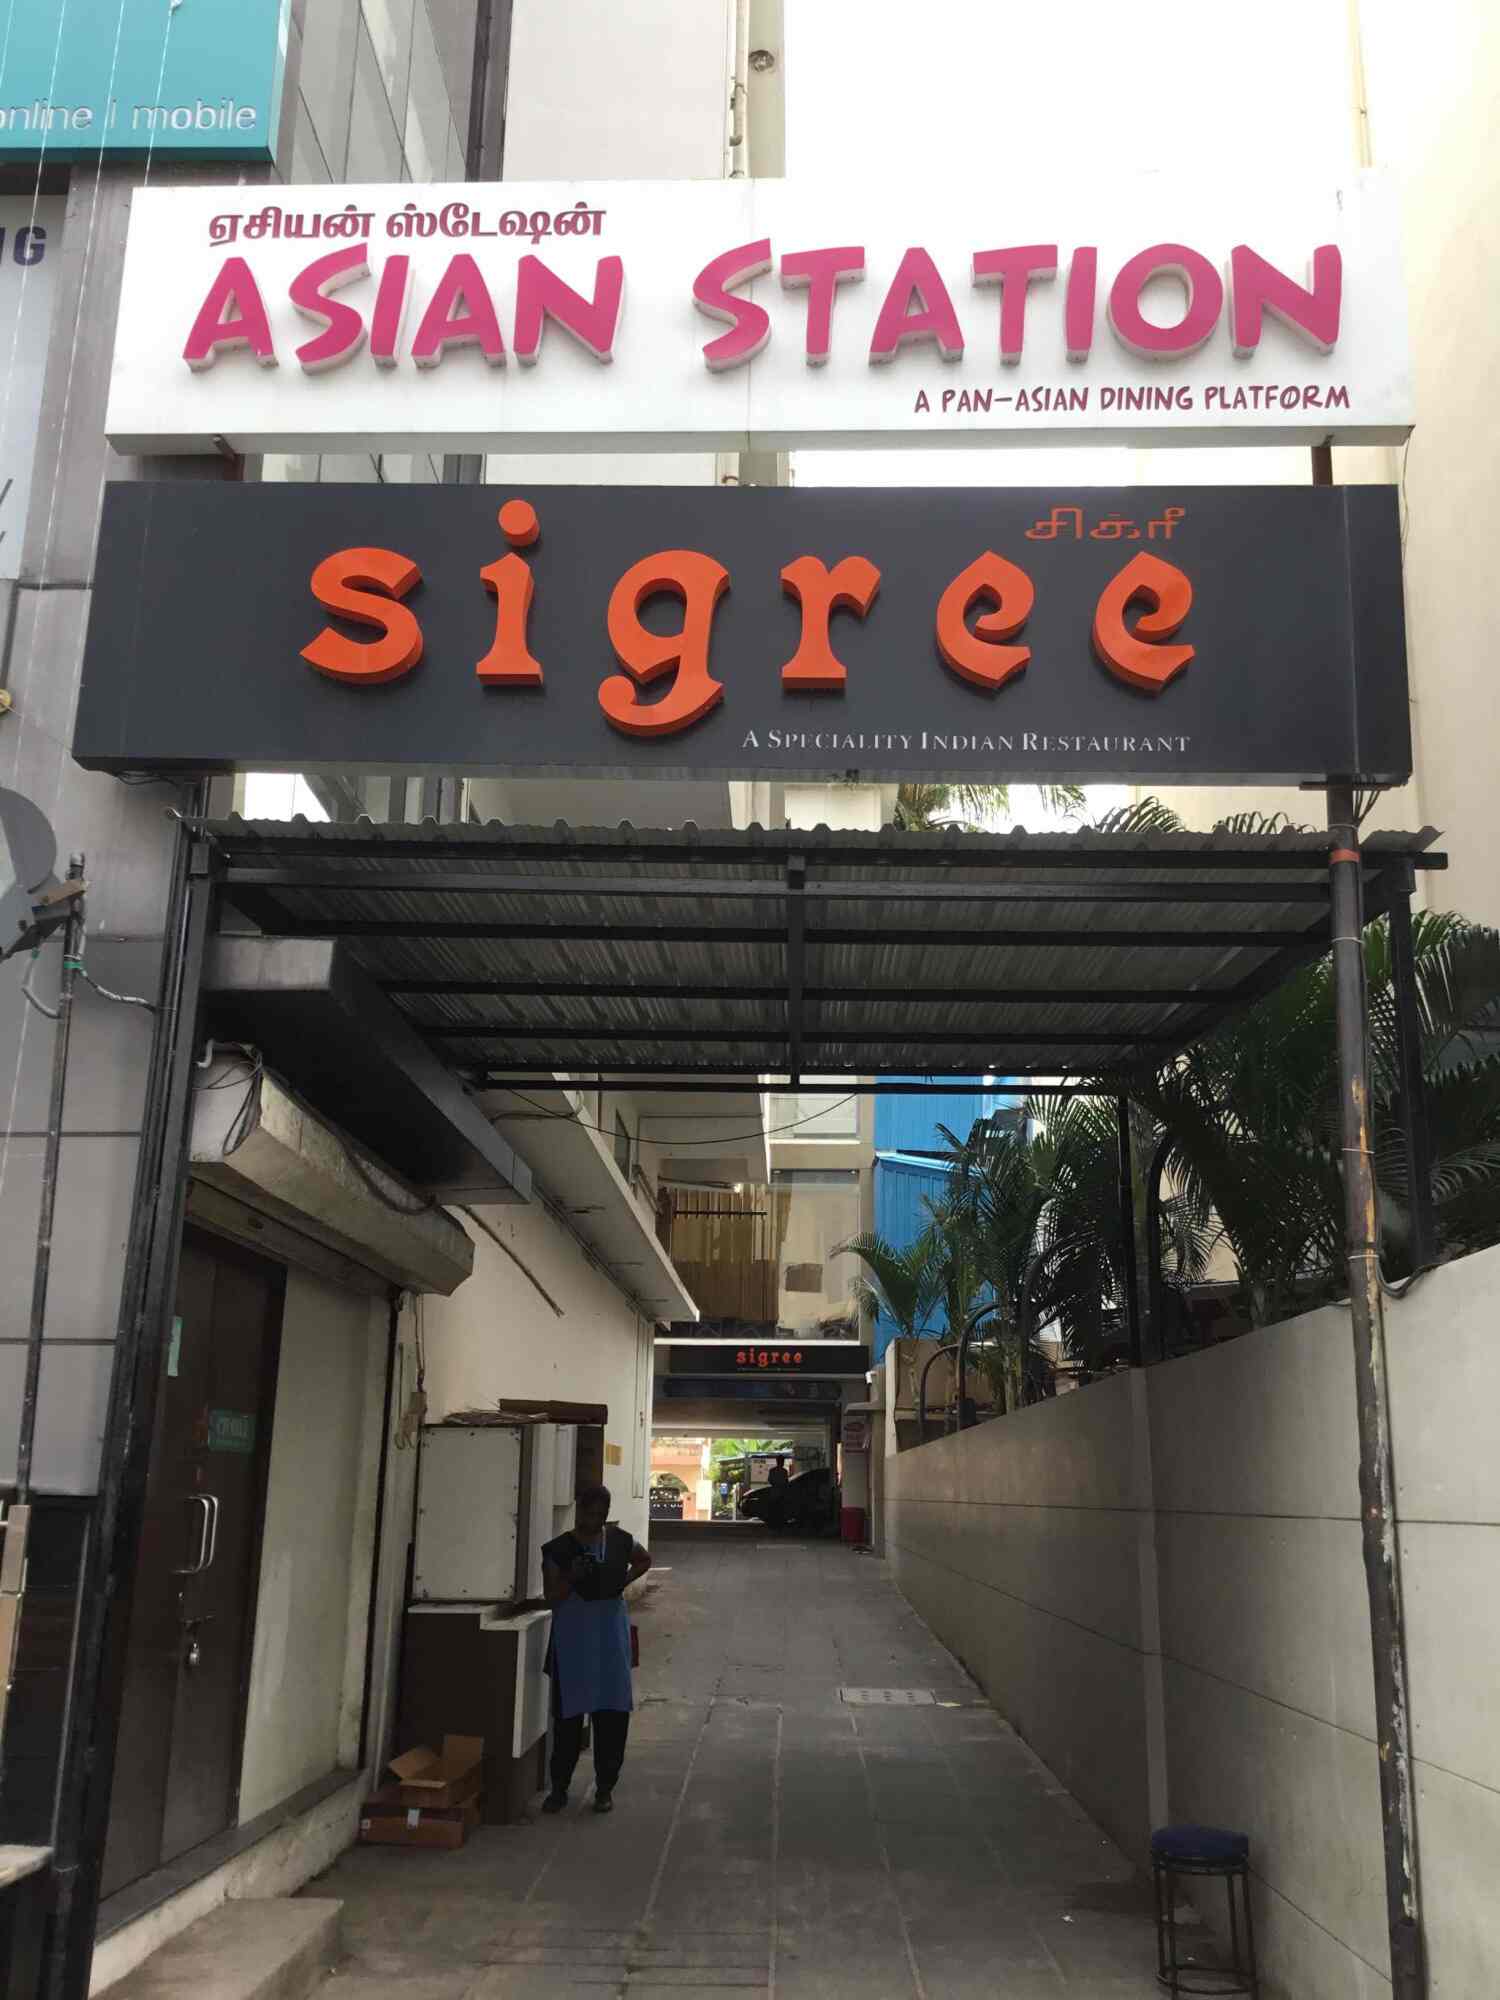 online | mobile
ஏசியன் ஸ்டேஷன்
ASIAN STATION
A PAN-ASIAN DINING PLATFORM
சிக்ரீ
sigree
A SPECIALITY INDIAN RESTAURANT
sigree